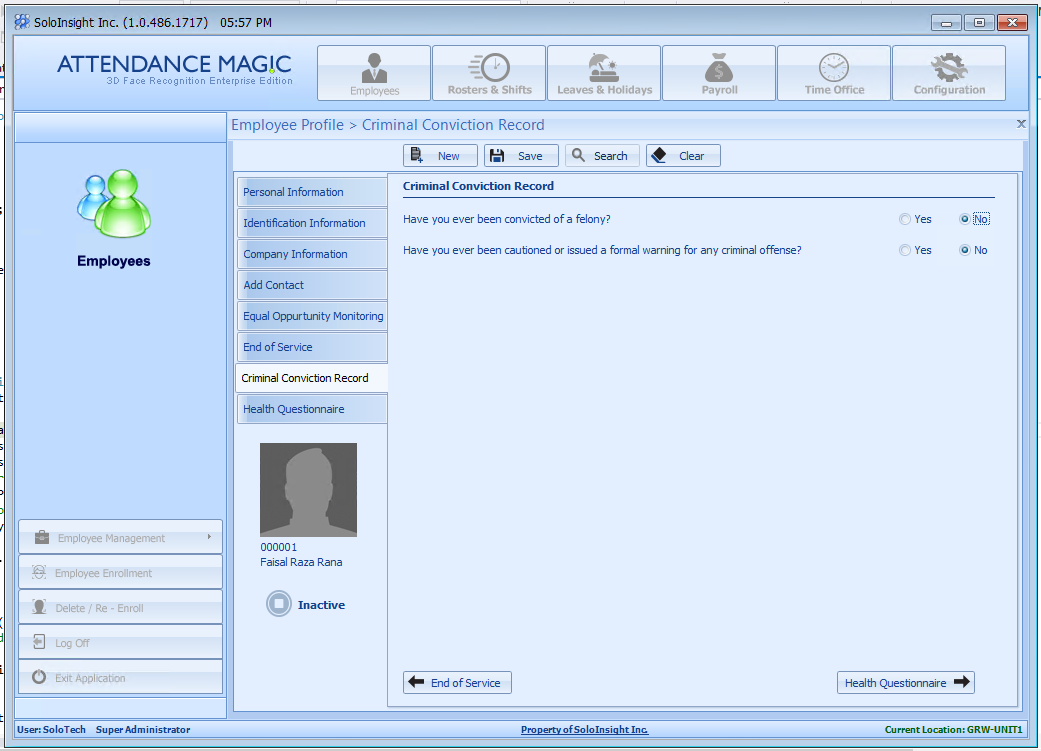 SoloInsight Inc. (1.0.486.1717) 05:57 PM
ATTENDANCE MAGIC
3D Face Recognition Enterprise Edition
Employees
Rosters & Shifts
Leaves & Holidays
Payroll
Time Office
Configuration
Employee Profile > Criminal Conviction Record
x
New
Save
Search
Clear
Employees
Personal Information
Identification Information
Company Information
Add Contact
Equal Oppurtunity Monitoring
End of Service
Criminal Conviction Record
Health Questionnaire
000001
Faisal Raza Rana
Inactive
Criminal Conviction Record
Have you ever been convicted of a felony? Yes No
Have you ever been cautioned or issued a formal warning for any criminal offense? Yes No
End of Service
Health Questionnaire
Employee Management
Employee Enrollment
Delete / Re - Enroll
Log Off
Exit Application
User: SoloTech Super Administrator
Property of SoloInsight Inc.
Current Location: GRW-UNIT1